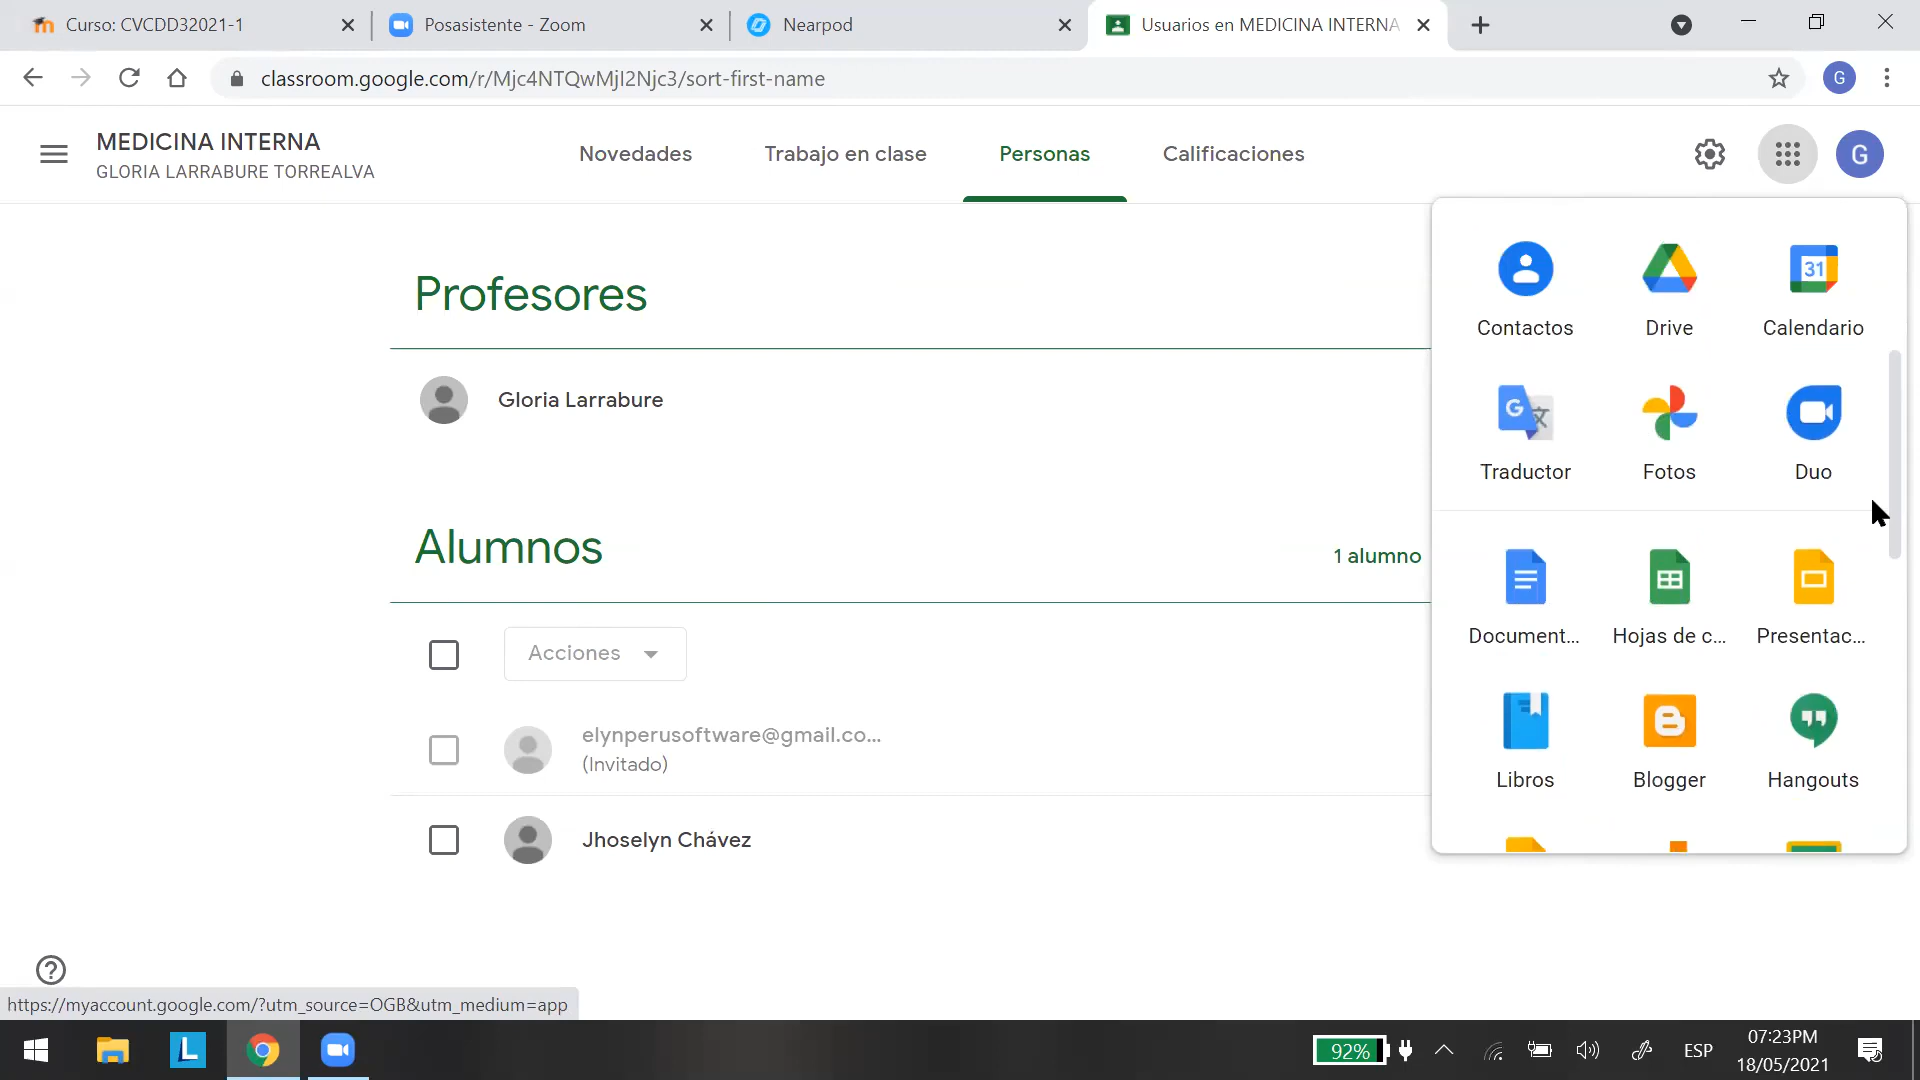 Curso: CVCDD32021-1
Posasistente - Zoom
Nearpod
Usuarios en MEDICINA INTERNA
classroom.google.com/r/Mjc4NTQwMjI2Njc3/sort-first-name
G
MEDICINA INTERNA
GLORIA LARRABURE TORREALVA
Novedades
Trabajo en clase
Personas
Calificaciones
G
Profesores
Gloria Larrabure
Alumnos
1 alumno
Acciones
elynperusoftware@gmail.co...
(Invitado)
Jhoselyn Chávez
31
Contactos
Drive
Calendario
G
Traductor
Fotos
Duo
Document...
Hojas de c...
Presentac...
Libros
Blogger
Hangouts
https://myaccount.google.com/?utm_source=OGB&utm_medium=app
L
92%
ESP
07:23PM
18/05/2021